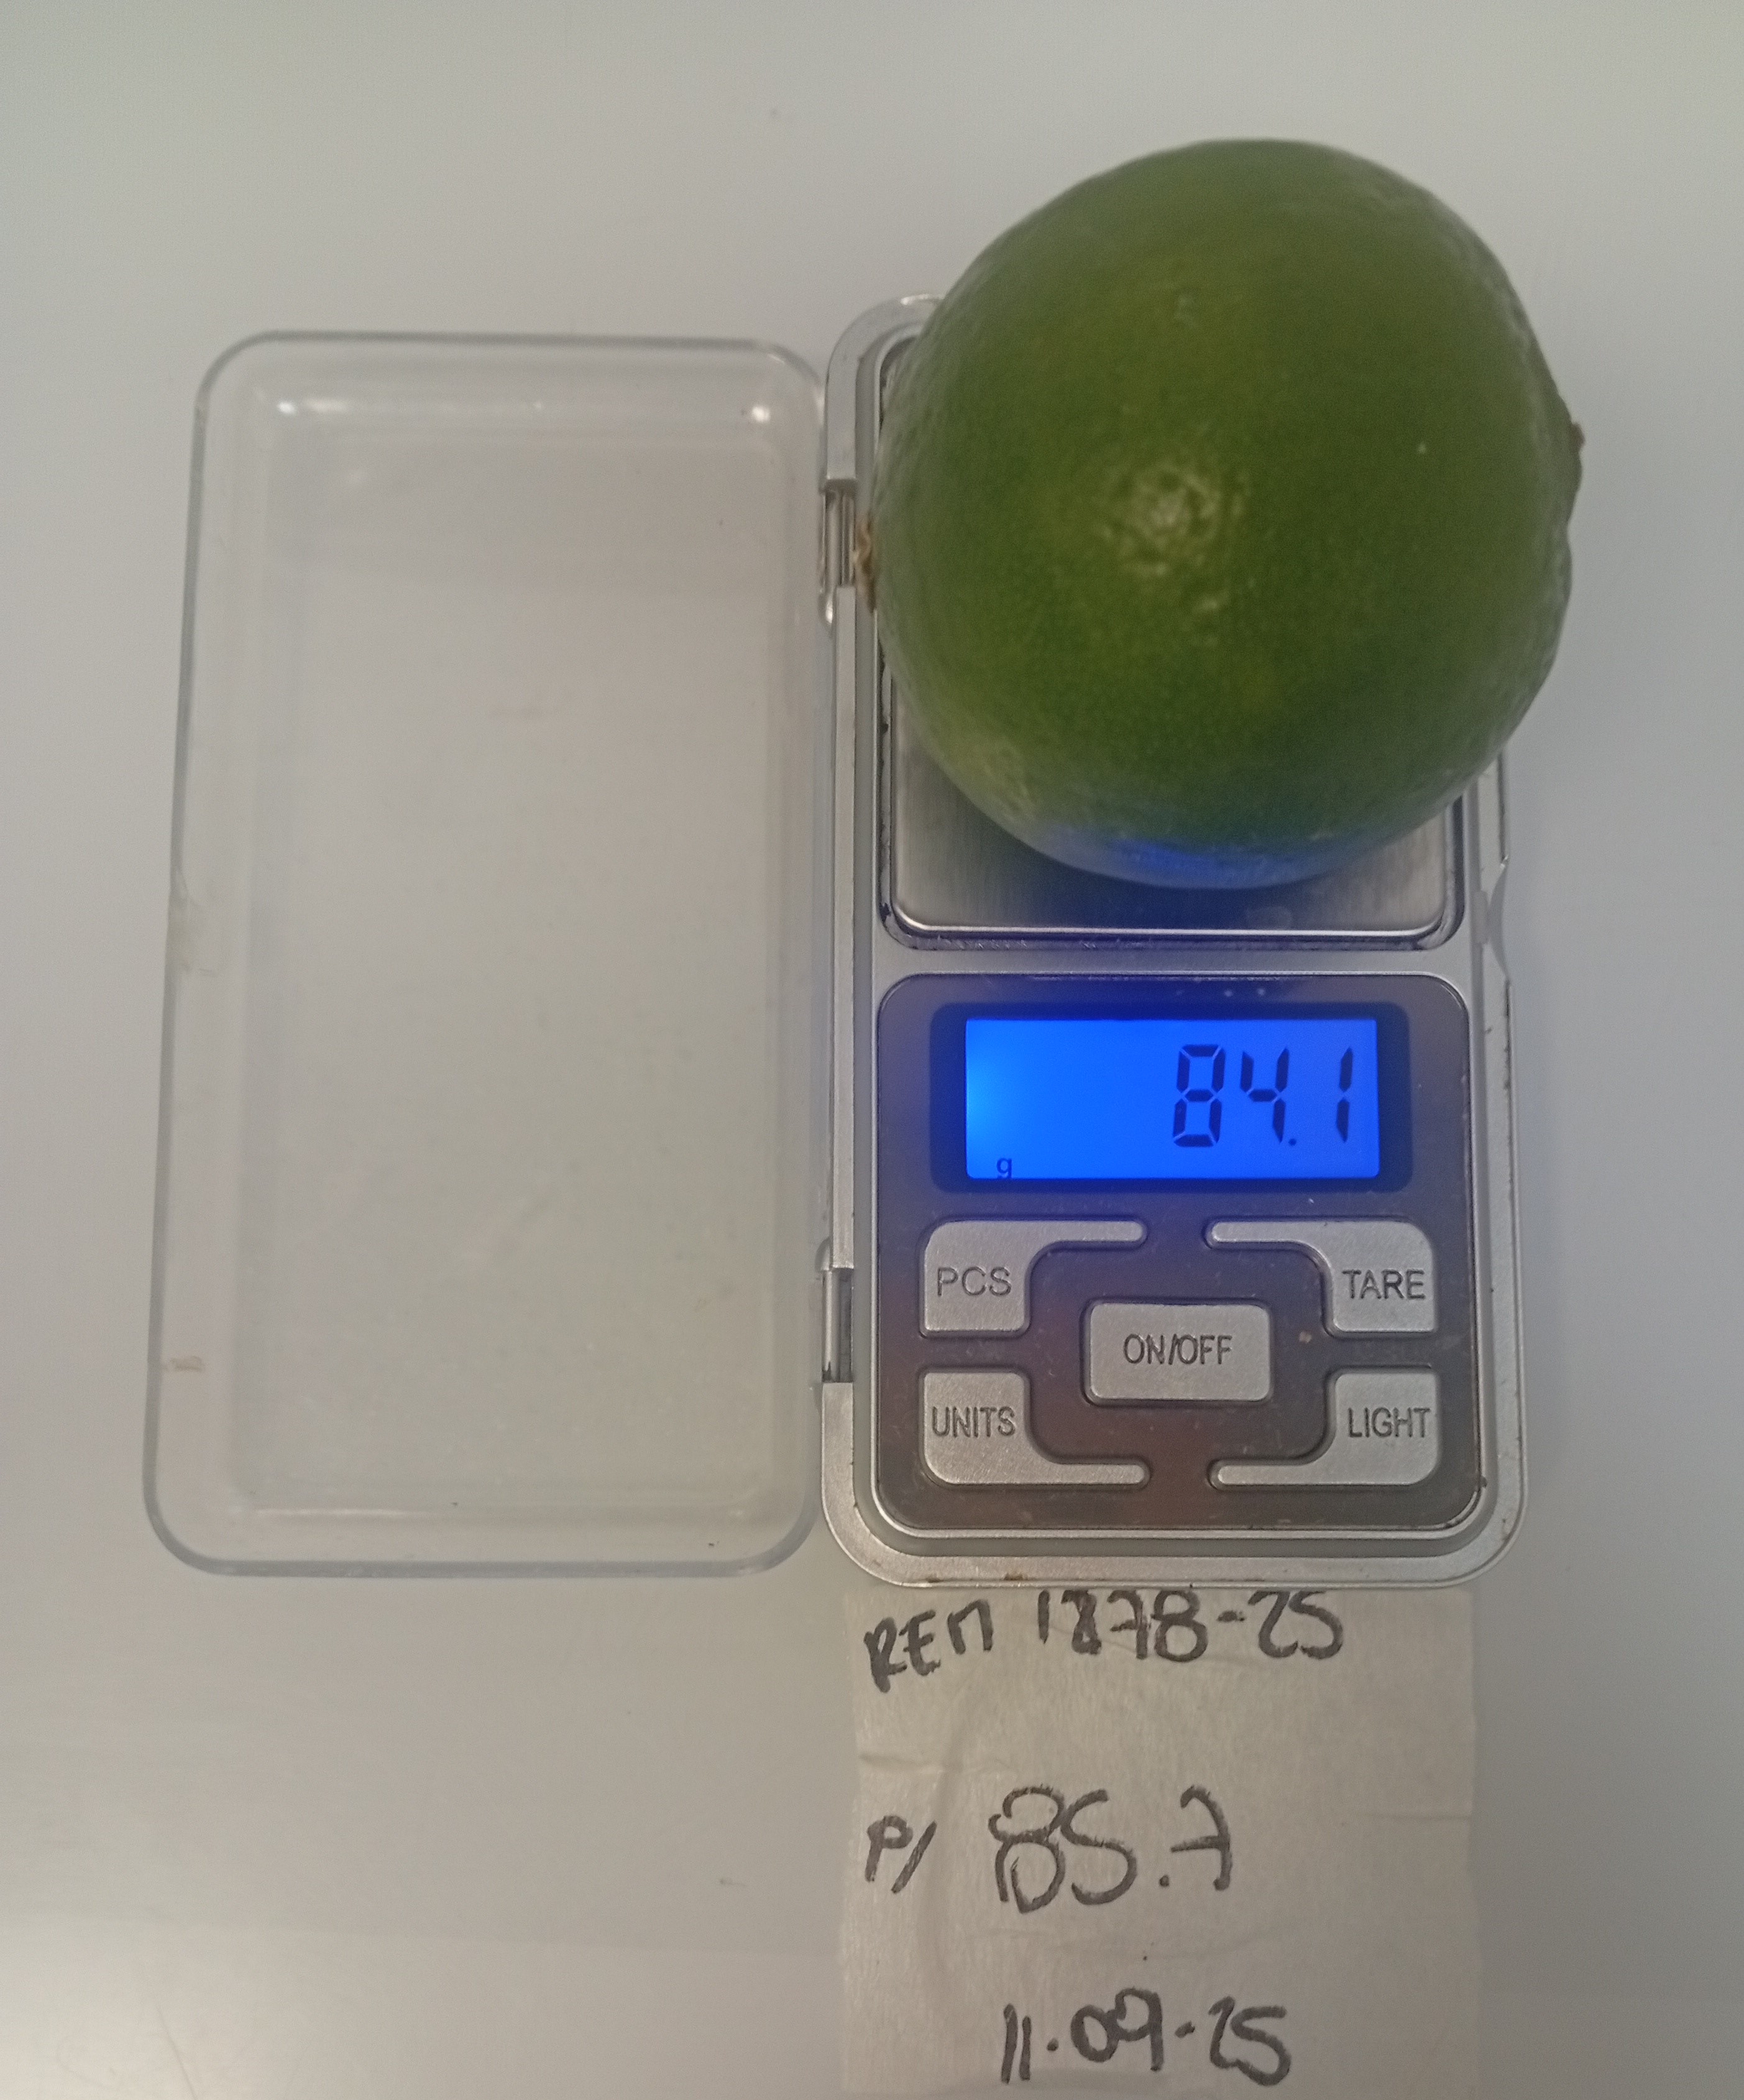 84.1
g
PCS TARE
ON/OFF
UNITS LIGHT
REM 1878-25
P/ 85.7
11.09-25